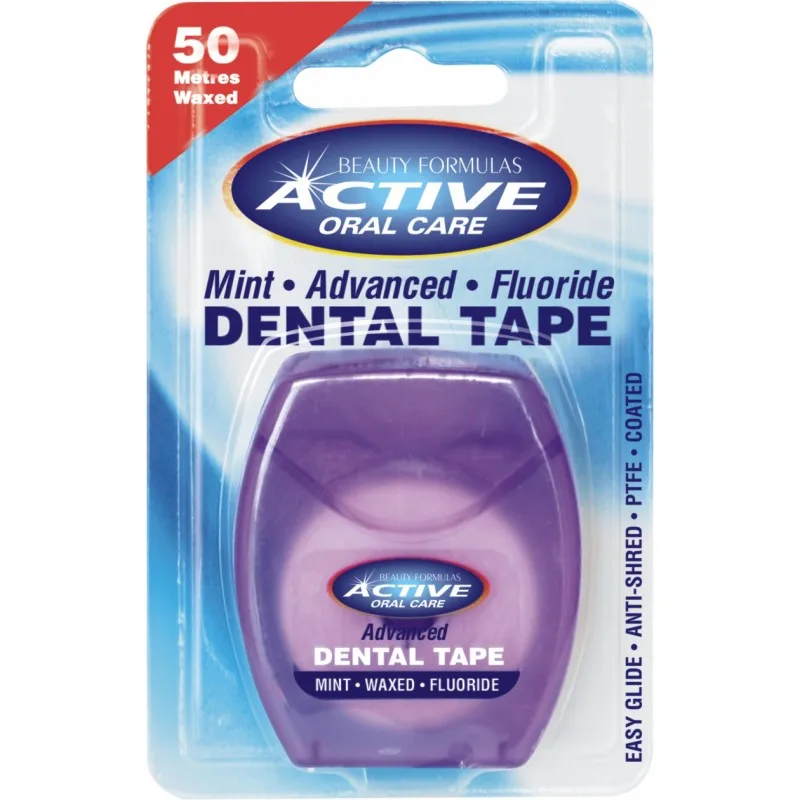 50
Metres
Waxed
BEAUTY FORMULAS
ACTIVE
ORAL CARE
Mint • Advanced • Fluoride
DENTAL TAPE
BEAUTY FORMULAS
ACTIVE
ORAL CARE
Advanced
DENTAL TAPE
MINT • WAXED • FLUORIDE
EASY GLIDE • ANTI-SHRED • PTFE • COATED